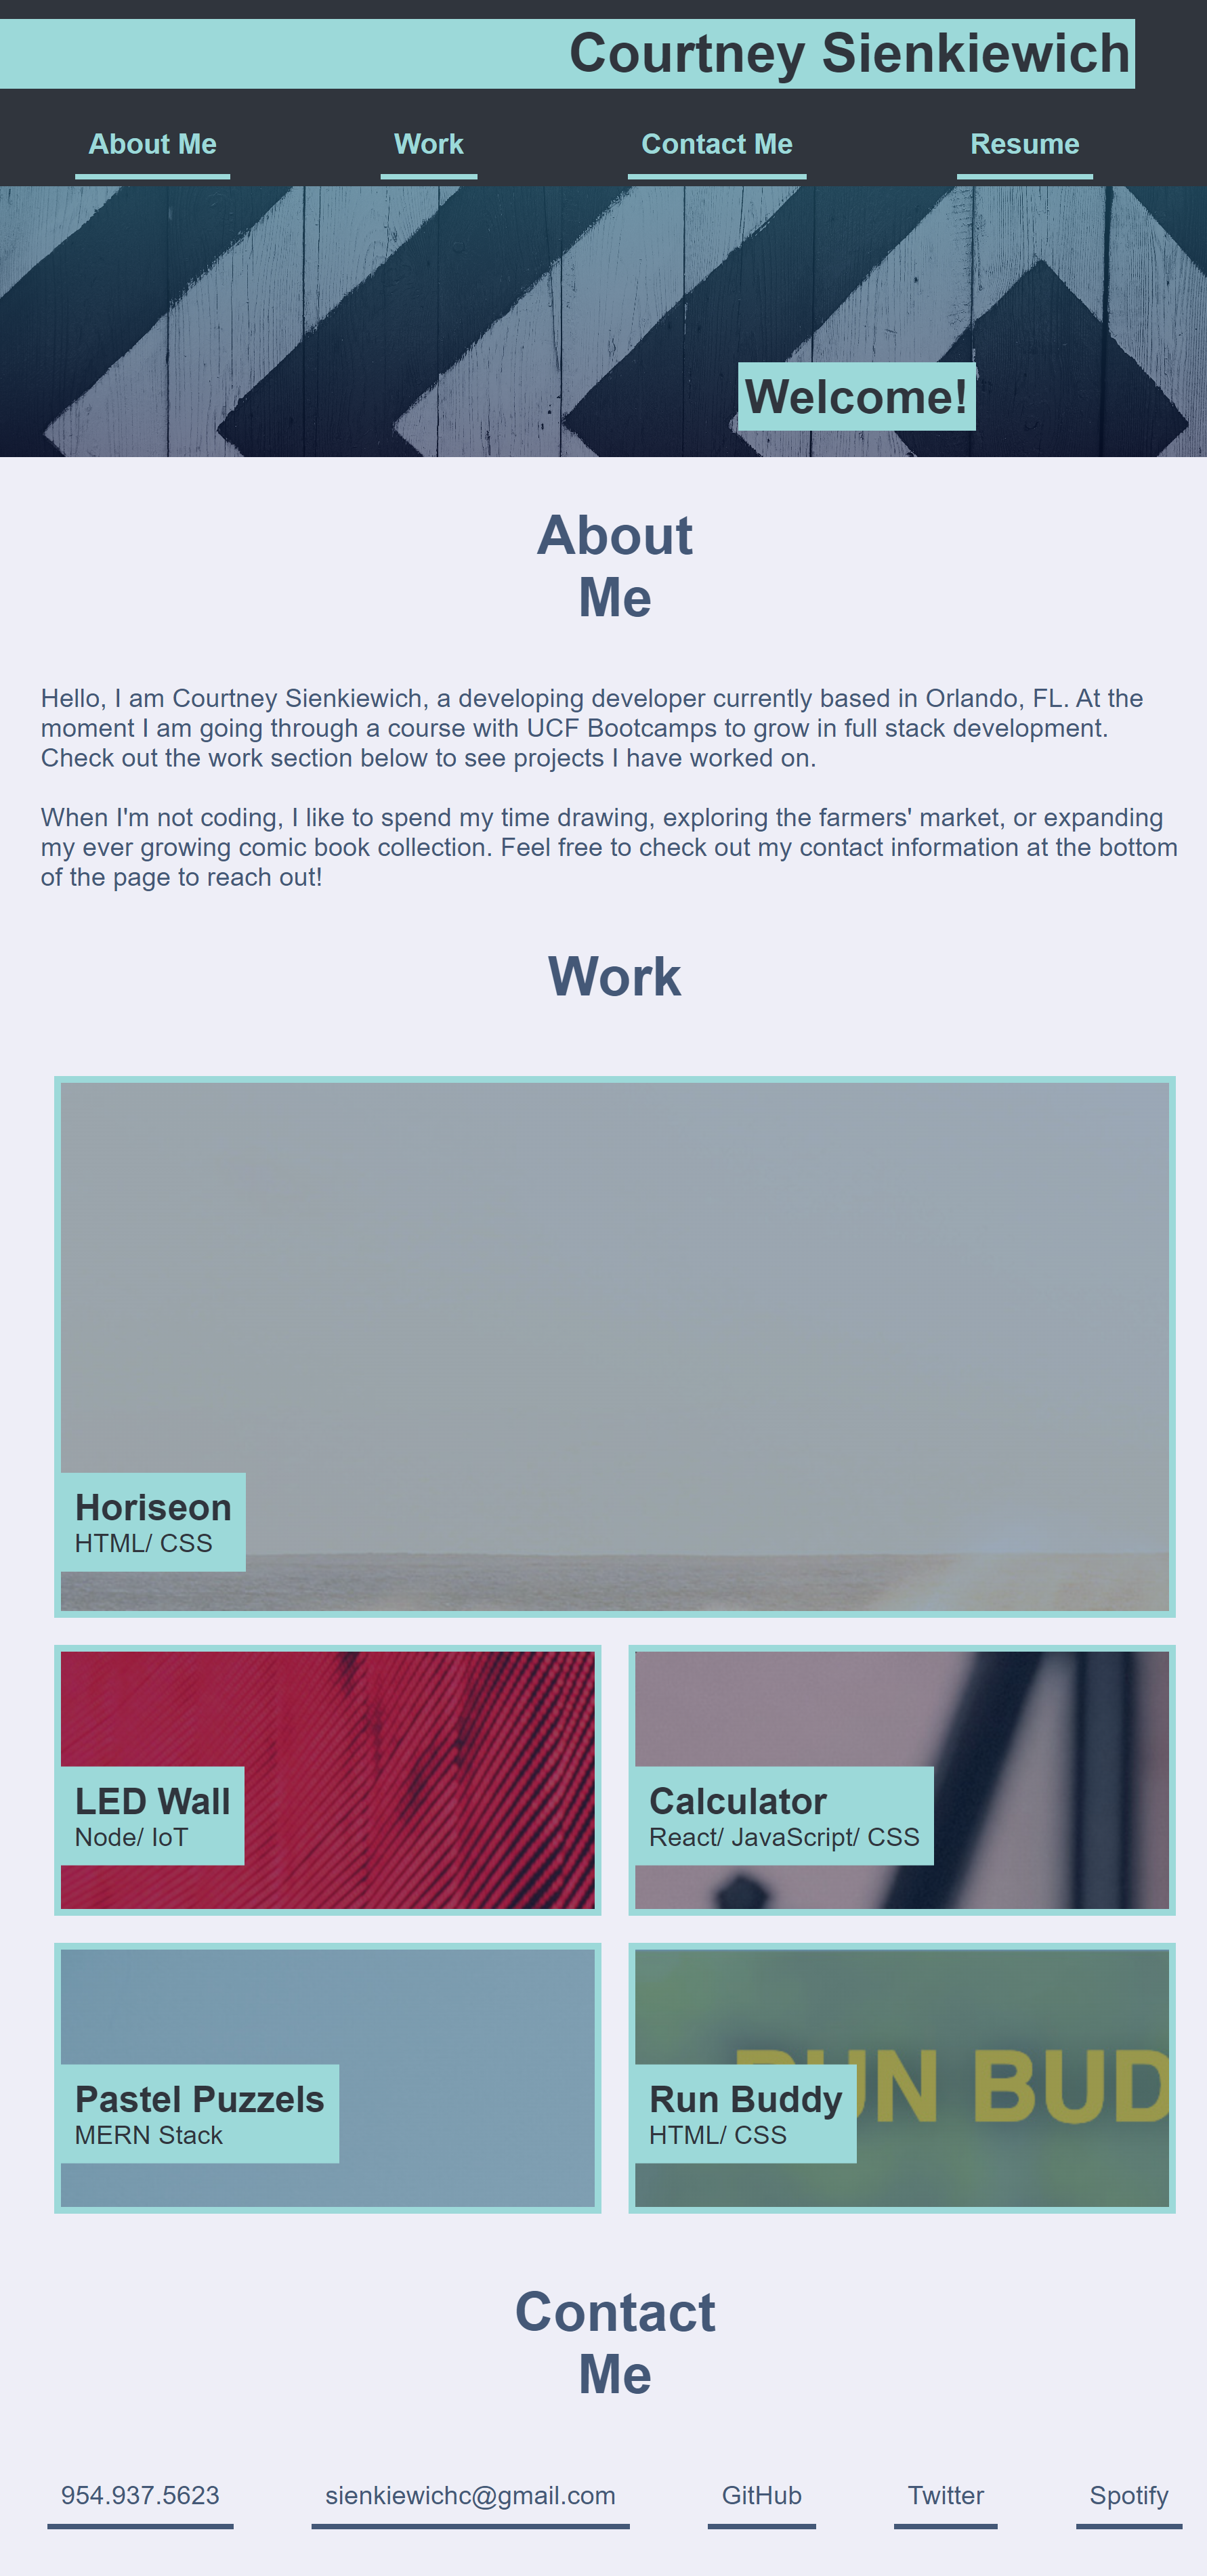 Courtney Sienkiewich
About Me
Work
Contact Me
Resume
Welcome!
About
Me
Hello, I am Courtney Sienkiewich, a developing developer currently based in Orlando, FL. At the
moment I am going through a course with UCF Bootcamps to grow in full stack development.
Check out the work section below to see projects I have worked on.
When I'm not coding, I like to spend my time drawing, exploring the farmers' market, or expanding
my ever growing comic book collection. Feel free to check out my contact information at the bottom
of the page to reach out!
Work
Horiseon
HTML/ CSS
LED Wall
Node/ IoT
Calculator
React/ JavaScript/ CSS
Pastel Puzzels
MERN Stack
RUN BUD
Run Buddy
HTML/ CSS
Contact
Me
954.937.5623
sienkiewichc@gmail.com
GitHub
Twitter
Spotify